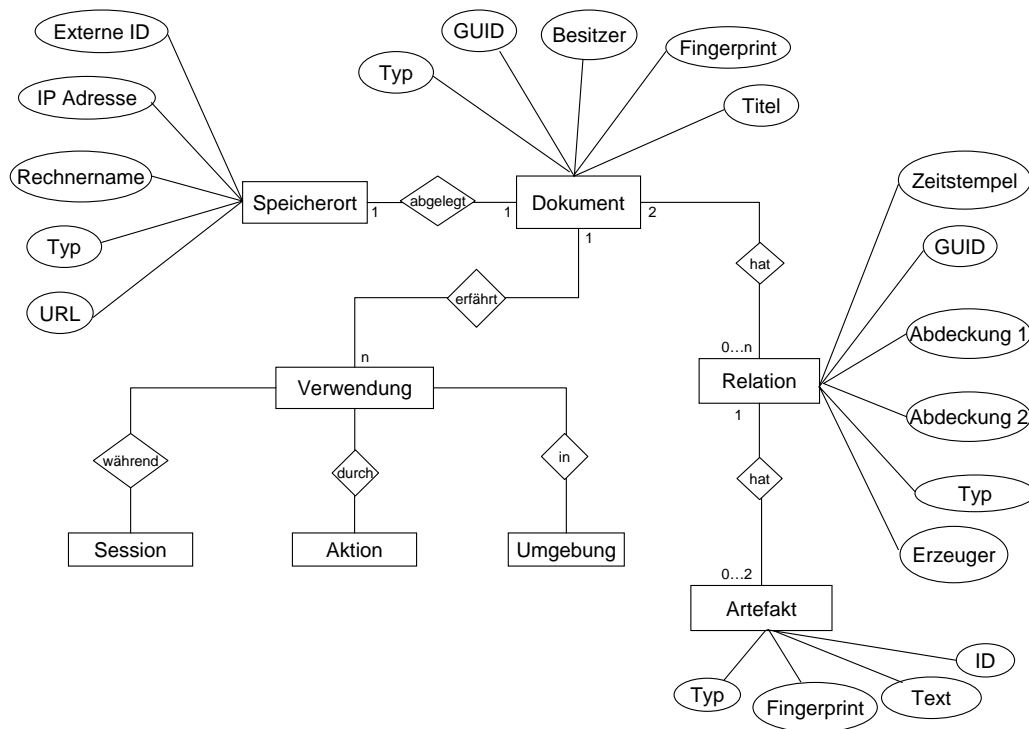 Externe ID
GUID
Besitzer
Fingerprint
Typ
IP Adresse
Titel
Rechnername
Zeitstempel
Speicherort
1
abgelegt
1
Dokument
2
1
Typ
GUID
hat
URL
erfährt
Abdeckung 1
n
0...n
Verwendung
Relation
1
Abdeckung 2
während
durch
in
hat
Typ
Session
Aktion
Umgebung
Erzeuger
0...2
Artefakt
ID
Typ
Fingerprint
Text